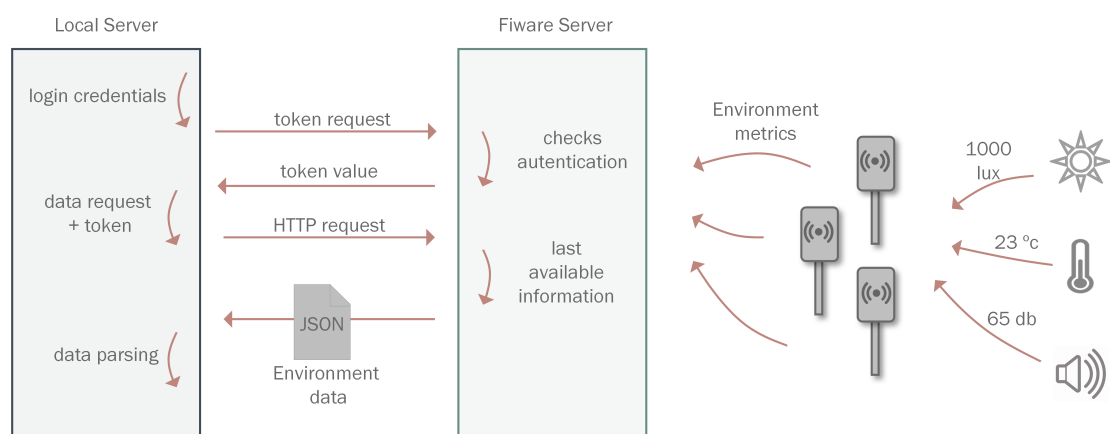 Local Server
Fiware Server
login credentials
token request
checks
autentication
token value
data request
+ token
HTTP request
last
available
information
JSON
data parsing
Environment
data
Environment
metrics
1000
lux
23 ºc
65 db